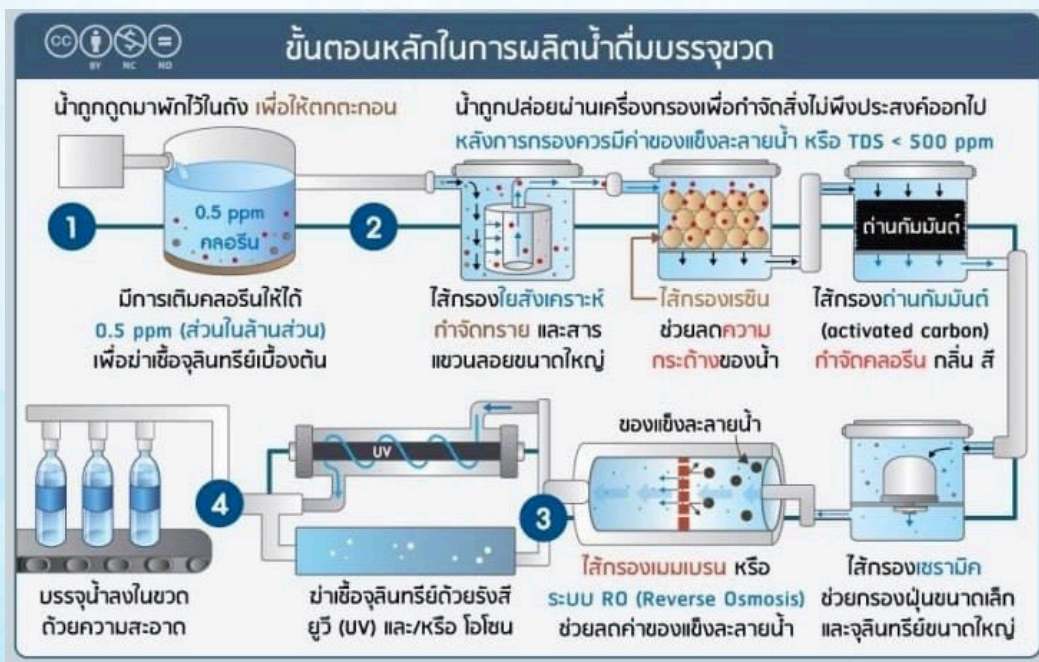 cc
BY NC ND
ขั้นตอนหลักในการผลิตน้ำดื่มบรรจุขวด
น้ำถูกดูดมาพักไว้ในถัง เพื่อให้ตกตะกอน
น้ำถูกปล่อยผ่านเครื่องกรองเพื่อกำจัดสิ่งไม่พึงประสงค์ออกไป
หลังการกรองควรมีค่าของแข็งละลายน้ำ หรือ TDS < 500 ppm
1
0.5 ppm
คลอรีน
มีการเติมคลอรีนให้ได้
0.5 ppm (ส่วนในล้านส่วน)
เพื่อฆ่าเชื้อจุลินทรีย์เบื้องต้น
2
ไส้กรองใยสังเคราะห์
กำจัดทราย และสาร
แขวนลอยขนาดใหญ่
ไส้กรองเรซิน
ช่วยลดความ
กระด้างของน้ำ
ถ่านกัมมันต์
ไส้กรองถ่านกัมมันต์
(activated carbon)
กำจัดคลอรีน กลิ่น สี
ไส้กรองเซรามิค
ช่วยกรองฝุ่นขนาดเล็ก
และจุลินทรีย์ขนาดใหญ่
ของแข็งละลายน้ำ
ไส้กรองเมมเบรน หรือ
ระบบ RO (Reverse Osmosis)
ช่วยลดค่าของแข็งละลายน้ำ
3
UV
ฆ่าเชื้อจุลินทรีย์ด้วยรังสี
ยูวี (UV) และ/หรือ โอโซน
4
บรรจุน้ำลงในขวด
ด้วยความสะอาด